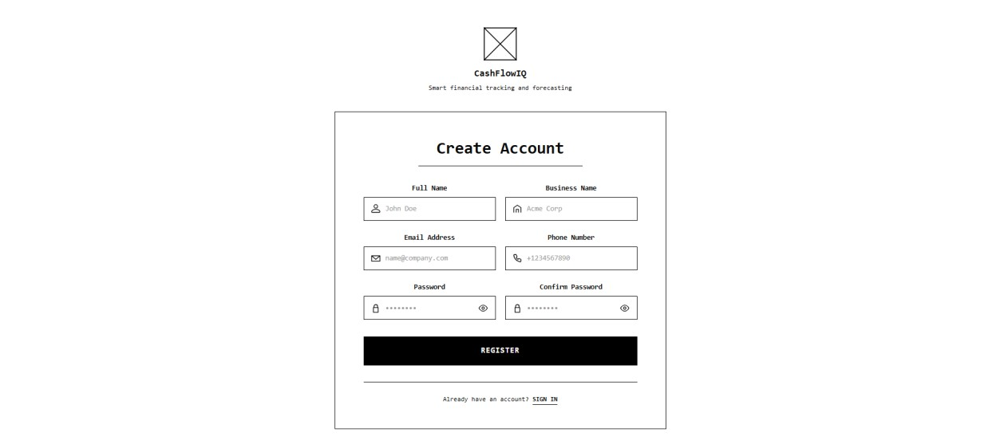 CashFlowIQ
Smart financial tracking and forecasting
Create Account
Full Name Business Name
John Doe Acme Corp
Email Address Phone Number
name@company.com +1234567890
Password Confirm Password
•••••••• ••••••••
REGISTER
Already have an account? SIGN IN